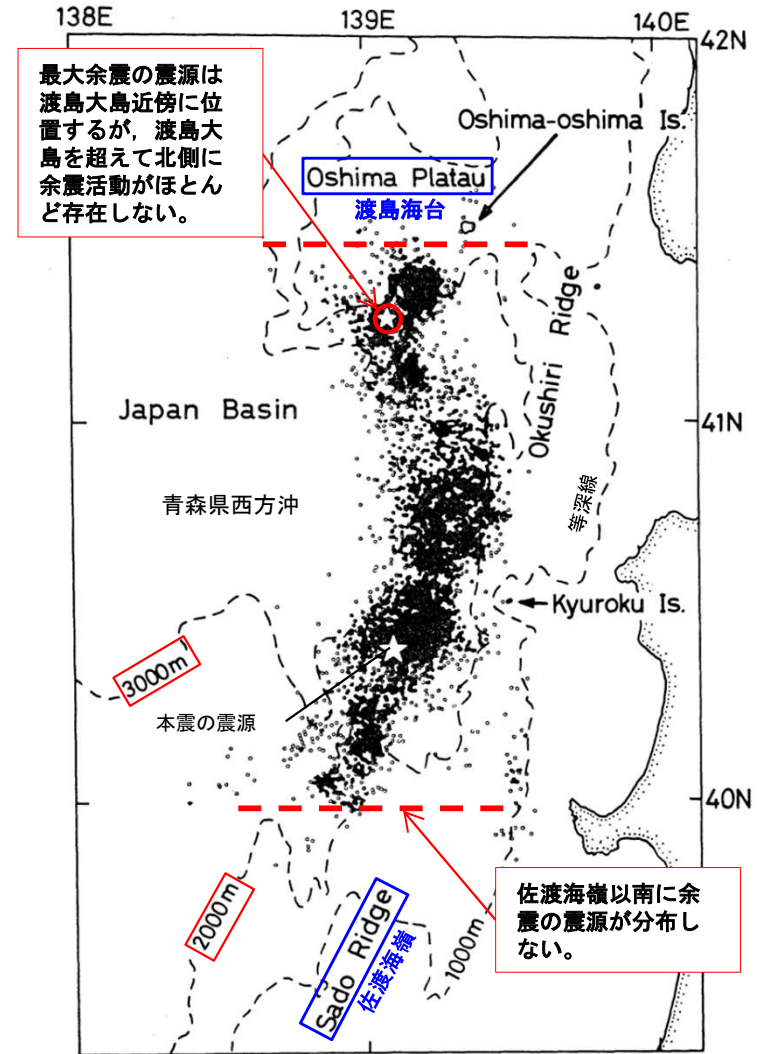 138E
139E
140E
42N
最大余震の震源は
渡島大島近傍に位
置するが，渡島大
島を超えて北側に
余震活動がほとん
ど存在しない。
Oshima-oshima Is.
Oshima Platau
渡島海台
Okushiri Ridge
Japan Basin
41N
青森県西方沖
等深線
Kyuroku Is.
3000m
本震の震源
40N
佐渡海嶺以南に余
震の震源が分布し
ない。
2000m
Sado Ridge
佐渡海嶺
1000m